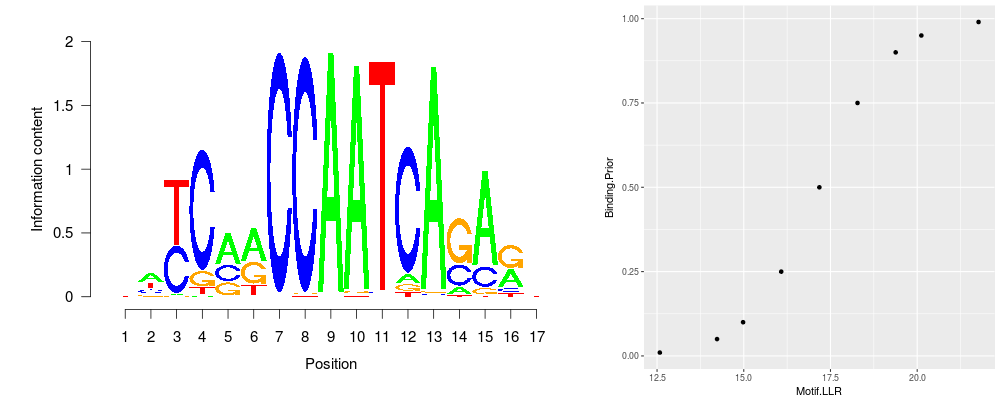 2
1.5
1
0.5
0
Information content
T C A A C C A A T C A G A G
A C G C G C C A
T G T G A G
1 2 3 4 5 6 7 8 9 10 11 12 13 14 15 16 17
Position
1.00
0.75
0.50
0.25
0.00
Binding.Prior
12.5 15.0 17.5 20.0
Motif.LLR